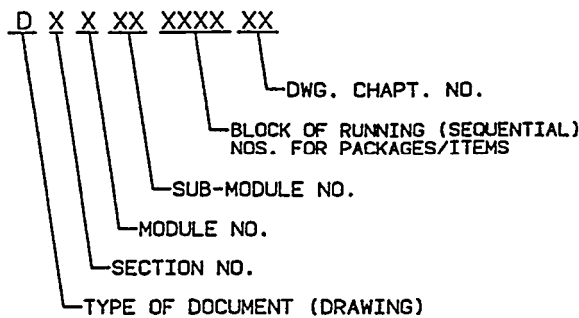 D X X XX XXXX XX
DWG. CHAPT. NO.
BLOCK OF RUNNING (SEQUENTIAL)
NOS. FOR PACKAGES/ITEMS
SUB-MODULE NO.
MODULE NO.
SECTION NO.
TYPE OF DOCUMENT (DRAWING)